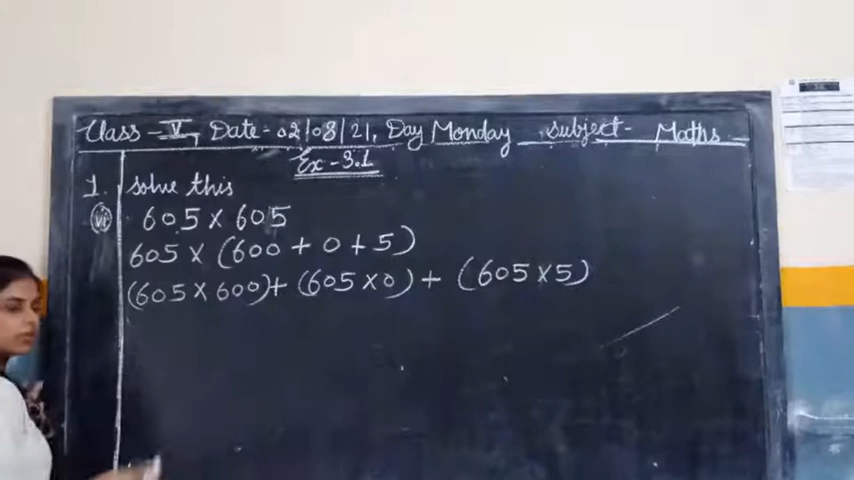 Class - V, Date - 02/08/21, Day Monday, Subject - Maths
Ex - 3.1
1. Solve this
(vi) 605 × 605
605 × (600 + 0 + 5)
(605 × 600) + (605 × 0) + (605 × 5)